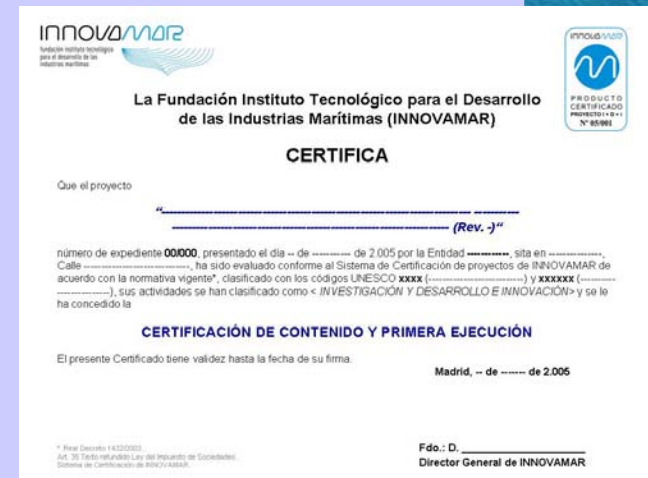 INNOVAMAR
fundación instituto tecnológico
para el desarrollo de las
industrias marítimas
INNOVAMAR
PRODUCTO
CERTIFICADO
PROYECTO I+D+i
Nº 05/001
La Fundación Instituto Tecnológico para el Desarrollo
de las Industrias Marítimas (INNOVAMAR)
CERTIFICA
Que el proyecto
"------------------------------------------------------------ ----------
------------------------------------------------------------ (Rev. -)"
número de expediente 00/000, presentado el día -- de ---------- de 2.005 por la Entidad -----------, sita en --------------,
Calle ----------------------------, ha sido evaluado conforme al Sistema de Certificación de proyectos de INNOVAMAR de
acuerdo con la normativa vigente*, clasificado con los códigos UNESCO xxxx (-------------------------) y xxxxxx (----------
---------------), sus actividades se han clasificado como < INVESTIGACIÓN Y DESARROLLO E INNOVACIÓN> y se le
ha concedido la
CERTIFICACIÓN DE CONTENIDO Y PRIMERA EJECUCIÓN
El presente Certificado tiene validez hasta la fecha de su firma.
Madrid, -- de ------- de 2.005
* Real Decreto 1432/2003.
Art. 35 Texto refundido Ley del Impuesto de Sociedades.
Sistema de Certificación de INNOVAMAR.
Fdo.: D. ____________________
Director General de INNOVAMAR